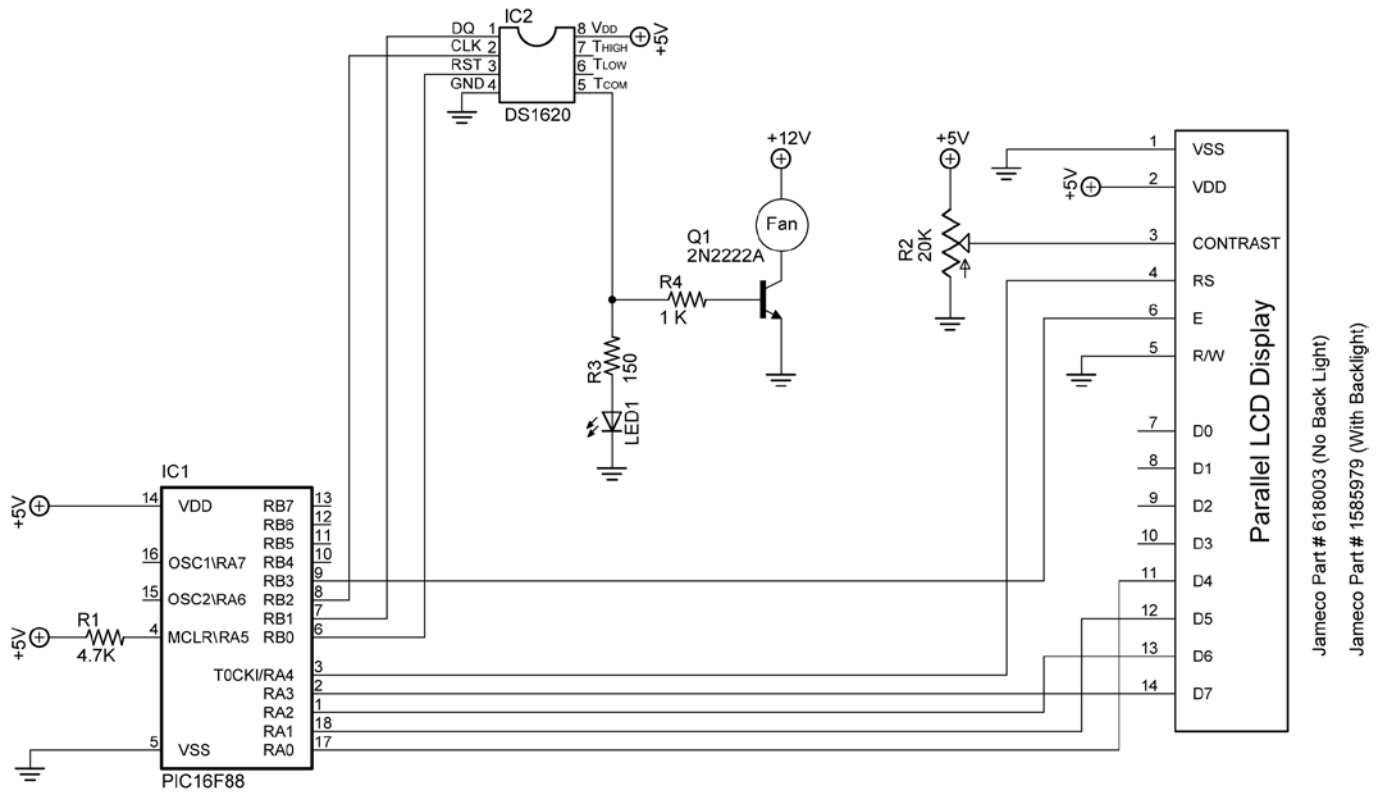 IC2
DQ 1
CLK 2
RST 3
GND 4
8 VDD
7 THIGH
6 TLOW
5 TCOM
+5V
DS1620
+12V
Fan
Q1
2N2222A
R4
1 K
R3
150
LED1
+5V
R2
20K
+5V
1 VSS
2 VDD
3 CONTRAST
4 RS
6 E
5 R/W
7 D0
8 D1
9 D2
10 D3
11 D4
12 D5
13 D6
14 D7
Parallel LCD Display
Jameco Part # 618003 (No Back Light)
Jameco Part # 1585979 (With Backlight)
IC1
+5V
14 VDD
16 OSC1\RA7
15 OSC2\RA6
+5V
R1
4.7K
4 MCLR\RA5
5 VSS
RB7 13
RB6 12
RB5 11
RB4 10
RB3 9
RB2 8
RB1 7
RB0 6
T0CKI/RA4 3
RA3 2
RA2 1
RA1 18
RA0 17
PIC16F88